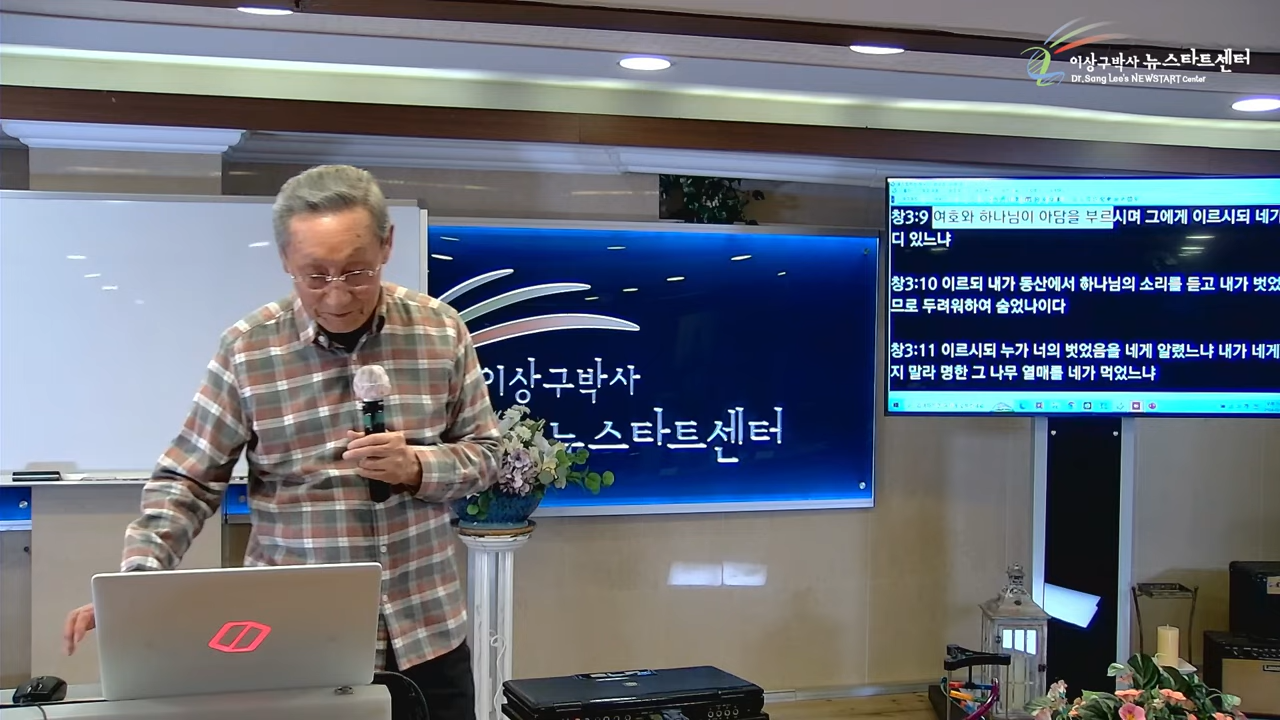 이상구박사 뉴스타트센터
Dr. Sang Lee's NEWSTART Center
창3:9 여호와 하나님이 아담을 부르시며 그에게 이르시되 네가
디 있느냐
창3:10 이르되 내가 동산에서 하나님의 소리를 듣고 내가 벗었
므로 두려워하여 숨었나이다
창3:11 이르시되 누가 너의 벗었음을 네게 알렸느냐 내가 네게
지 말라 명한 그 나무 열매를 네가 먹었느냐
이상구박사
뉴스타트센터